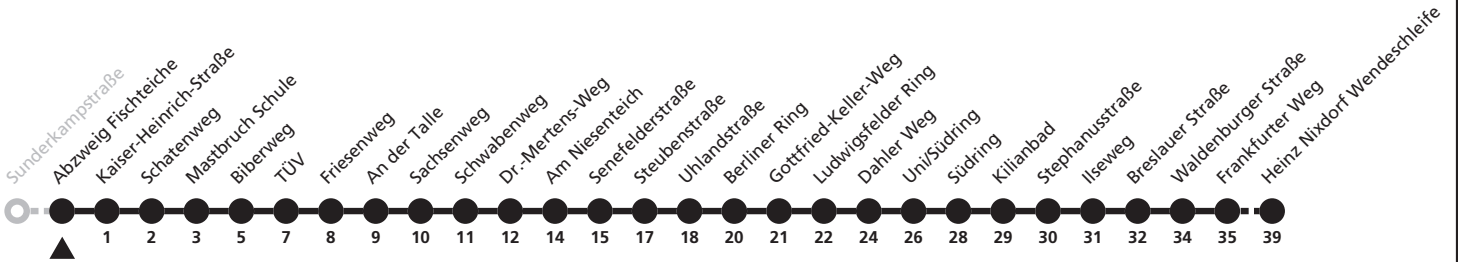 Sunderkampstraße
Abzweig Fischteiche
Kaiser-Heinrich-Straße
Schatenweg
Mastbruch Schule
Biberweg
TÜV
Friesenweg
An der Talle
Sachsenweg
Schwabenweg
Dr.-Mertens-Weg
Am Niesenteich
Senefelderstraße
Steubenstraße
Uhlandstraße
Berliner Ring
Gottfried-Keller-Weg
Ludwigsfelder Ring
Dahler Weg
Uni/Südring
Südring
Kilianbad
Stephanusstraße
Ilseweg
Breslauer Straße
Waldenburger Straße
Frankfurter Weg
Heinz Nixdorf Wendeschleife
1 2 3 5 7 8 9 10 11 12 14 15 17 18 20 21 22 24 26 28 29 30 31 32 34 35 39